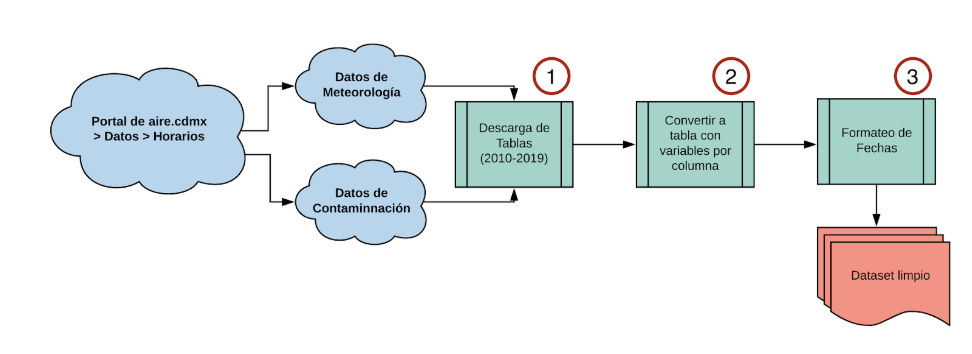 Portal de aire.cdmx
> Datos > Horarios
Datos de
Meteorología
Datos de
Contaminnación
1
Descarga de
Tablas
(2010-2019)
2
Convertir a
tabla con
variables por
columna
3
Formateo de
Fechas
Dataset limpio